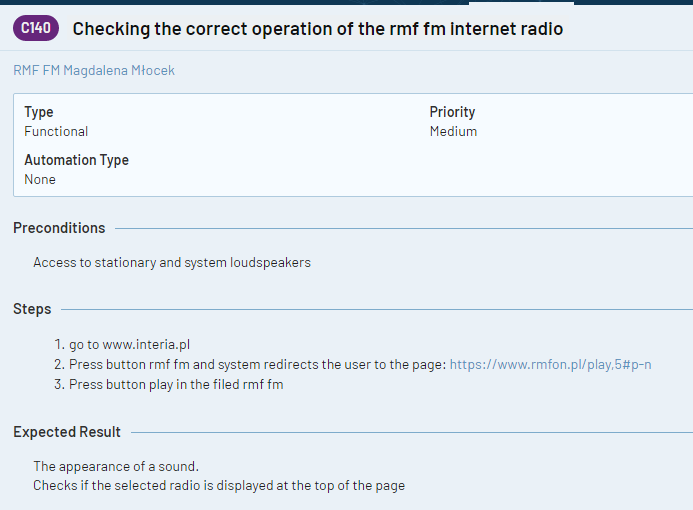 C140 Checking the correct operation of the rmf fm internet radio
RMF FM Magdalena Młocek
Type Priority
Functional Medium
Automation Type
None
Preconditions
Access to stationary and system loudspeakers
Steps
1. go to www.interia.pl
2. Press button rmf fm and system redirects the user to the page: https://www.rmfon.pl/play,5#p-n
3. Press button play in the filed rmf fm
Expected Result
The appearance of a sound.
Checks if the selected radio is displayed at the top of the page